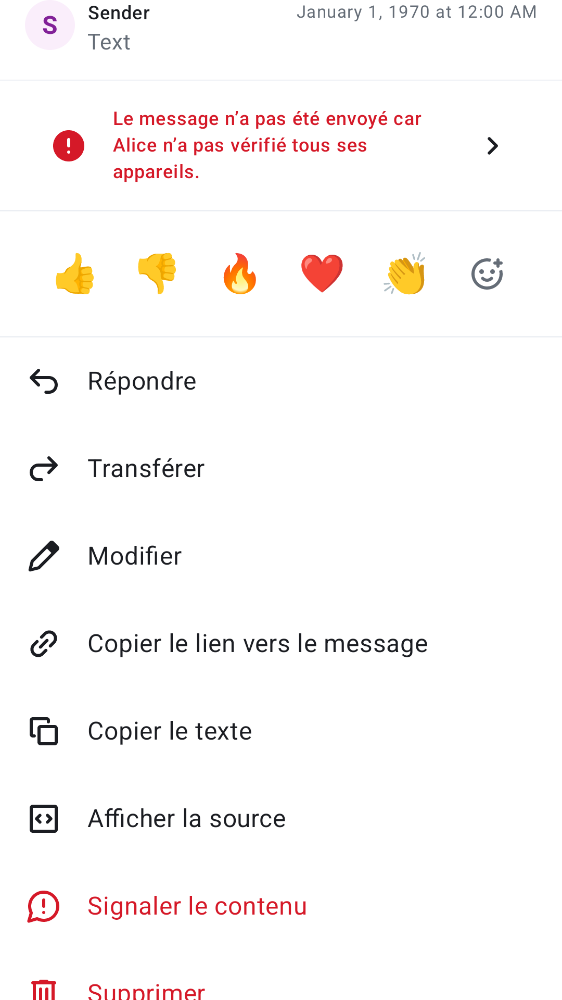 S
Sender
January 1, 1970 at 12:00 AM
Text
Le message n’a pas été envoyé car
Alice n’a pas vérifié tous ses
appareils.
Répondre
Transférer
Modifier
Copier le lien vers le message
Copier le texte
Afficher la source
Signaler le contenu
Supprimer